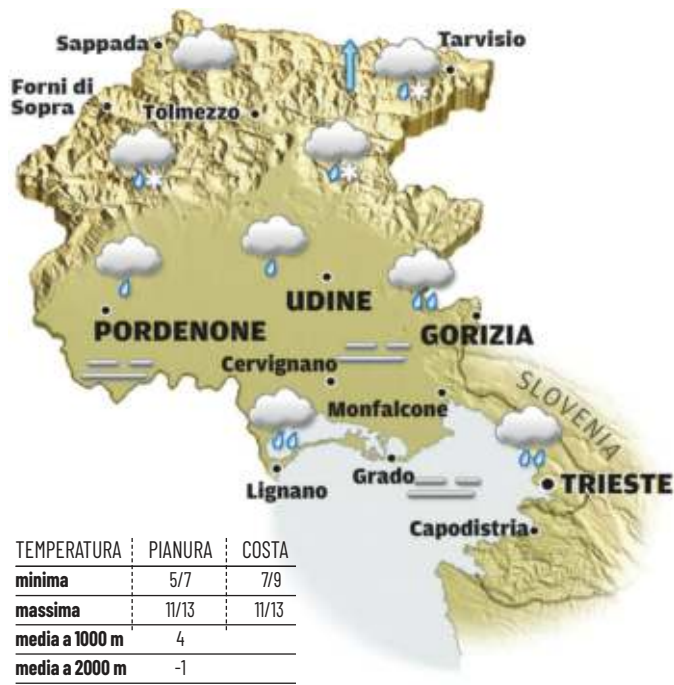 Sappada
Tarvisio
Forni di
Sopra
Tolmezzo
UDINE
PORDENONE
GORIZIA
Cervignano
SLOVENIA
Monfalcone
Lignano
Grado
TRIESTE
Capodistria
TEMPERATURA PIANURA COSTA
minima 5/7 7/9
massima 11/13 11/13
media a 1000 m 4
media a 2000 m -1